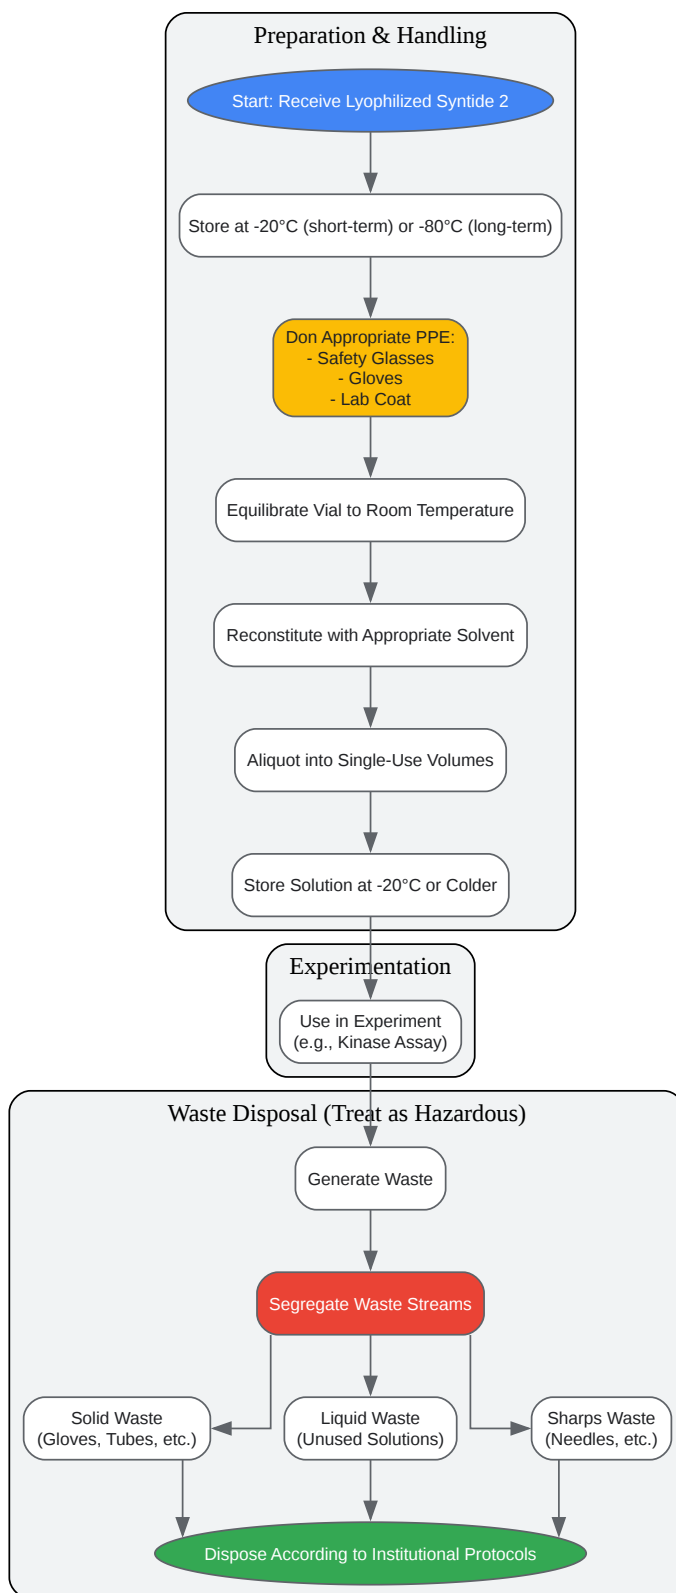 Preparation & Handling
Start: Receive Lyophilized Syntide 2
Store at -20°C (short-term) or -80°C (long-term)
Don Appropriate PPE:
- Safety Glasses
- Gloves
- Lab Coat
Equilibrate Vial to Room Temperature
Reconstitute with Appropriate Solvent
Aliquot into Single-Use Volumes
Store Solution at -20°C or Colder
Experimentation
Use in Experiment
(e.g., Kinase Assay)
Waste Disposal (Treat as Hazardous)
Generate Waste
Segregate Waste Streams
Solid Waste
(Gloves, Tubes, etc.)
Liquid Waste
(Unused Solutions)
Sharps Waste
(Needles, etc.)
Dispose According to Institutional Protocols